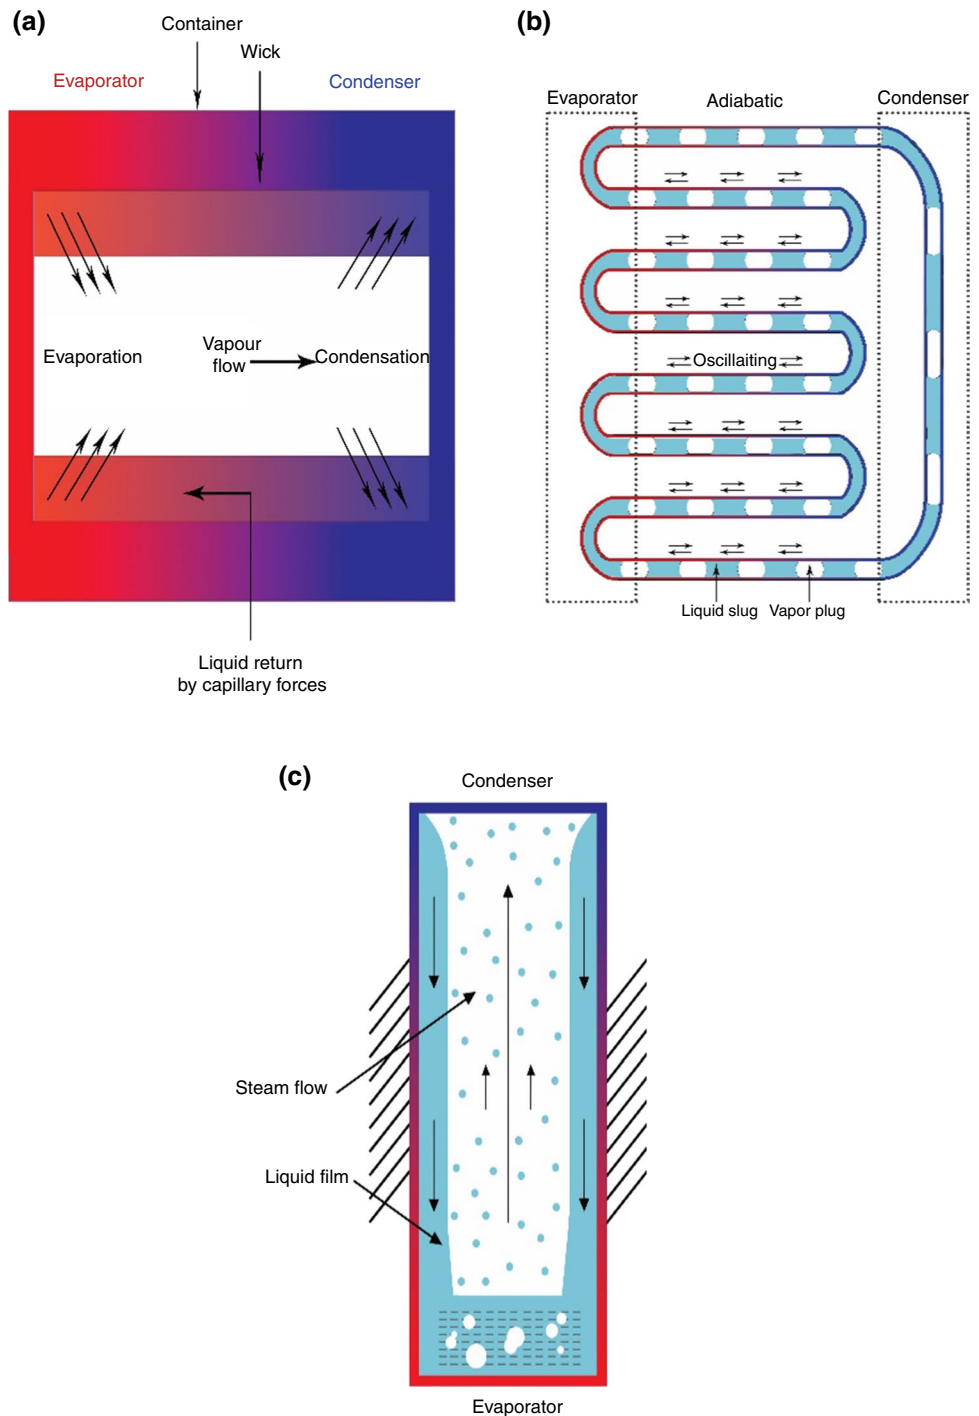 (a)
Container
Wick
Evaporator
Condenser
Evaporation
Vapour
flow
Condensation
Liquid return
by capillary forces
(b)
Evaporator
Adiabatic
Condenser
Oscillaiting
Liquid slug
Vapor plug
(c)
Condenser
Steam flow
Liquid film
Evaporator